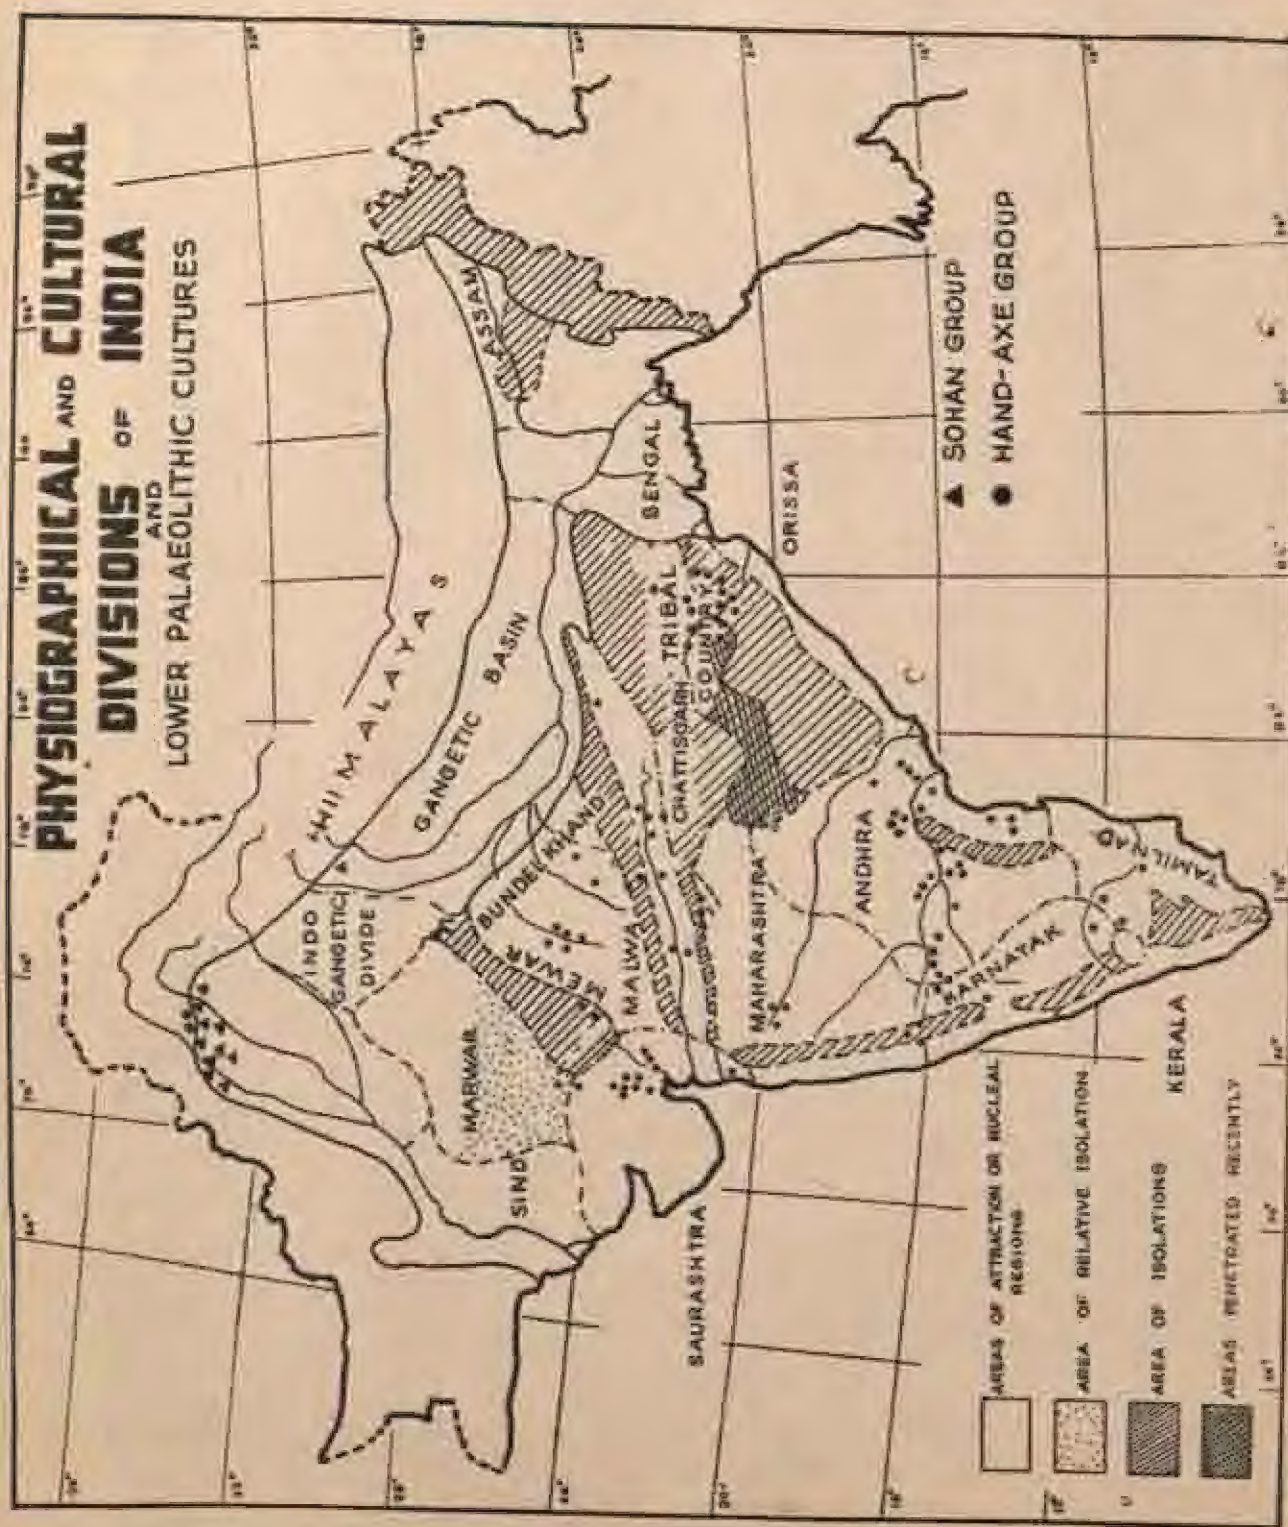 PHYSIOGRAPHICAL AND CULTURAL
DIVISIONS OF INDIA
AND
LOWER PALAEOLITHIC CULTURES
HIMALAYAS
ASSAM
GANGETIC BASIN
INDO
GANGETIC
DIVIDE
BUNDELKHAND
MEWAR
MARWAR
SIND
MALWA
CHATTISGARH - TRIBAL
COUNTRY
BENGAL
ORISSA
MAHARASHTRA
ANDHRA
KARNATAK
TAMILNAD
KERALA
SAURASHTRA
C
▲ SOHAN GROUP
● HAND-AXE GROUP
AREAS OF ATTRACTION OR NUCLEAL
REGIONS
AREA OF RELATIVE ISOLATION
AREA OF ISOLATIONS
AREAS PENETRATED RECENTLY